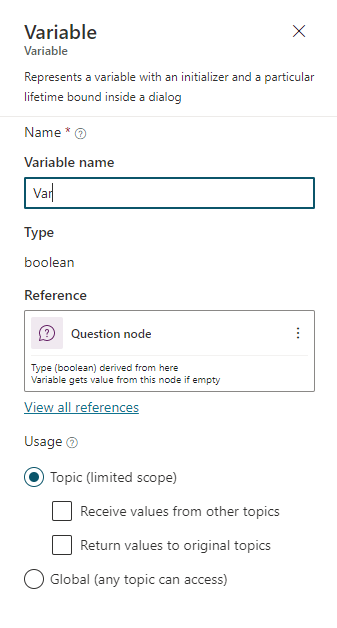 Variable
Variable
Represents a variable with an initializer and a particular
lifetime bound inside a dialog
Name *
Variable name
Var
Type
boolean
Reference
Question node
Type (boolean) derived from here
Variable gets value from this node if empty
View all references
Usage
Topic (limited scope)
Receive values from other topics
Return values to original topics
Global (any topic can access)